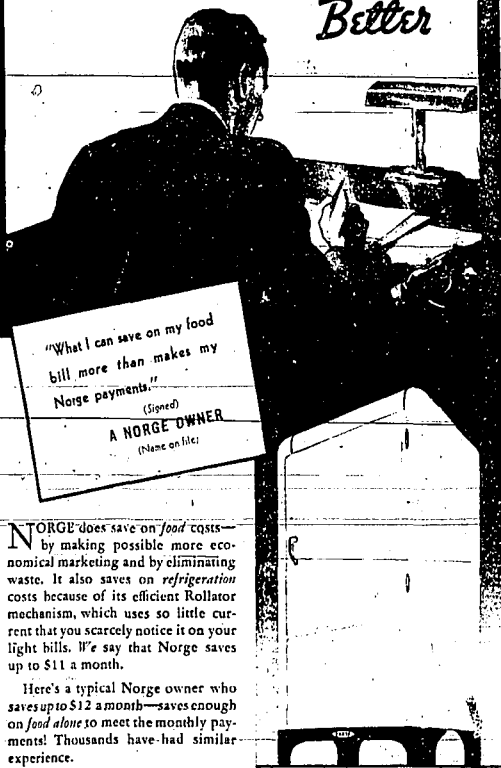 Better
"What I can save on my food
bill more than makes my
Norge payments."
(Signed)
A NORGE OWNER
(Name on file)
NORGE does save on food costs—
by making possible more eco-
nomical marketing and by eliminating
waste. It also saves on refrigeration
costs because of its efficient Rollator
mechanism, which uses so little cur-
rent that you scarcely notice it on your
light bills. We say that Norge saves
up to $11 a month.
Here's a typical Norge owner who
saves up to $12 a month—saves enough
on food alone to meet the monthly pay-
ments! Thousands have had similar
experience.